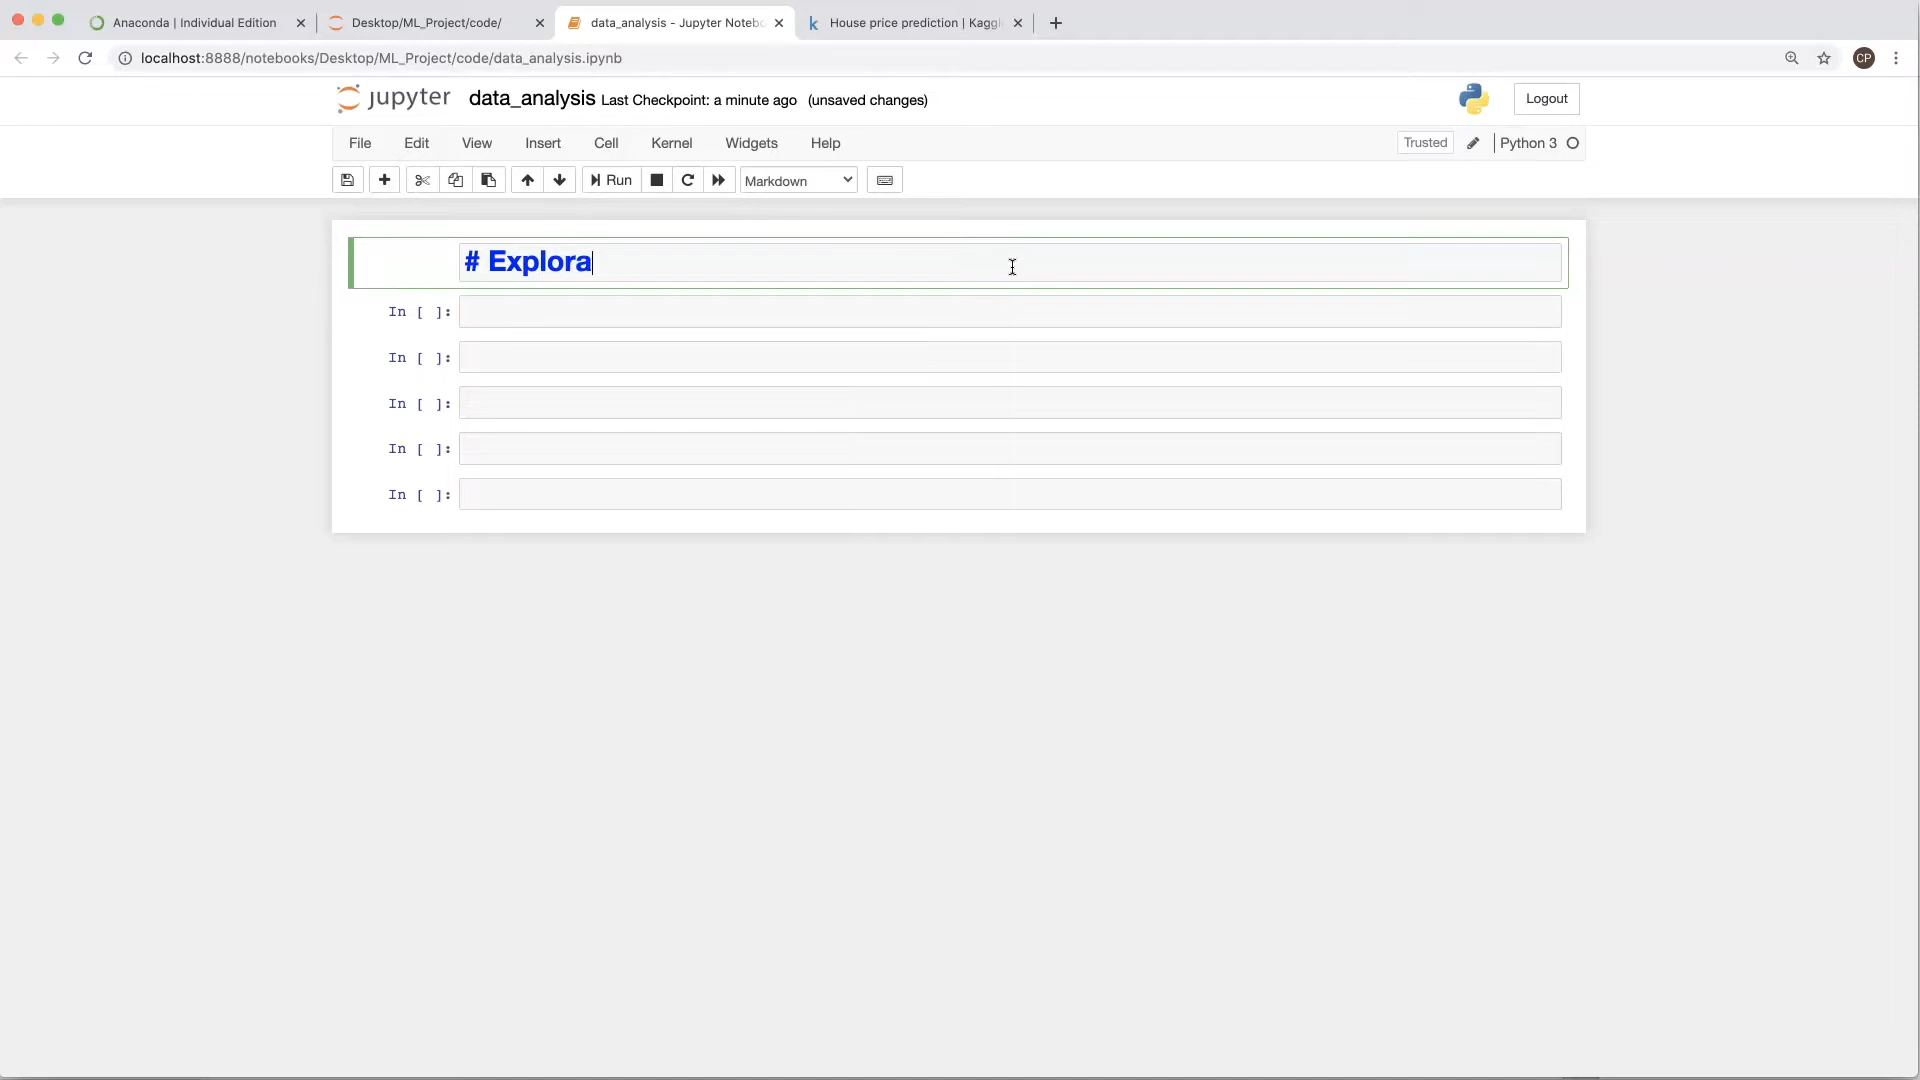 Anaconda | Individual Edition
Desktop/ML_Project/code/
data_analysis - Jupyter Notebo
House price prediction | Kaggl
localhost:8888/notebooks/Desktop/ML_Project/code/data_analysis.ipynb
CP
jupyter data_analysis Last Checkpoint: a minute ago (unsaved changes)
Logout
File Edit View Insert Cell Kernel Widgets Help
Trusted Python 3
Run Markdown
# Explora
In [ ]:
In [ ]:
In [ ]:
In [ ]:
In [ ]: